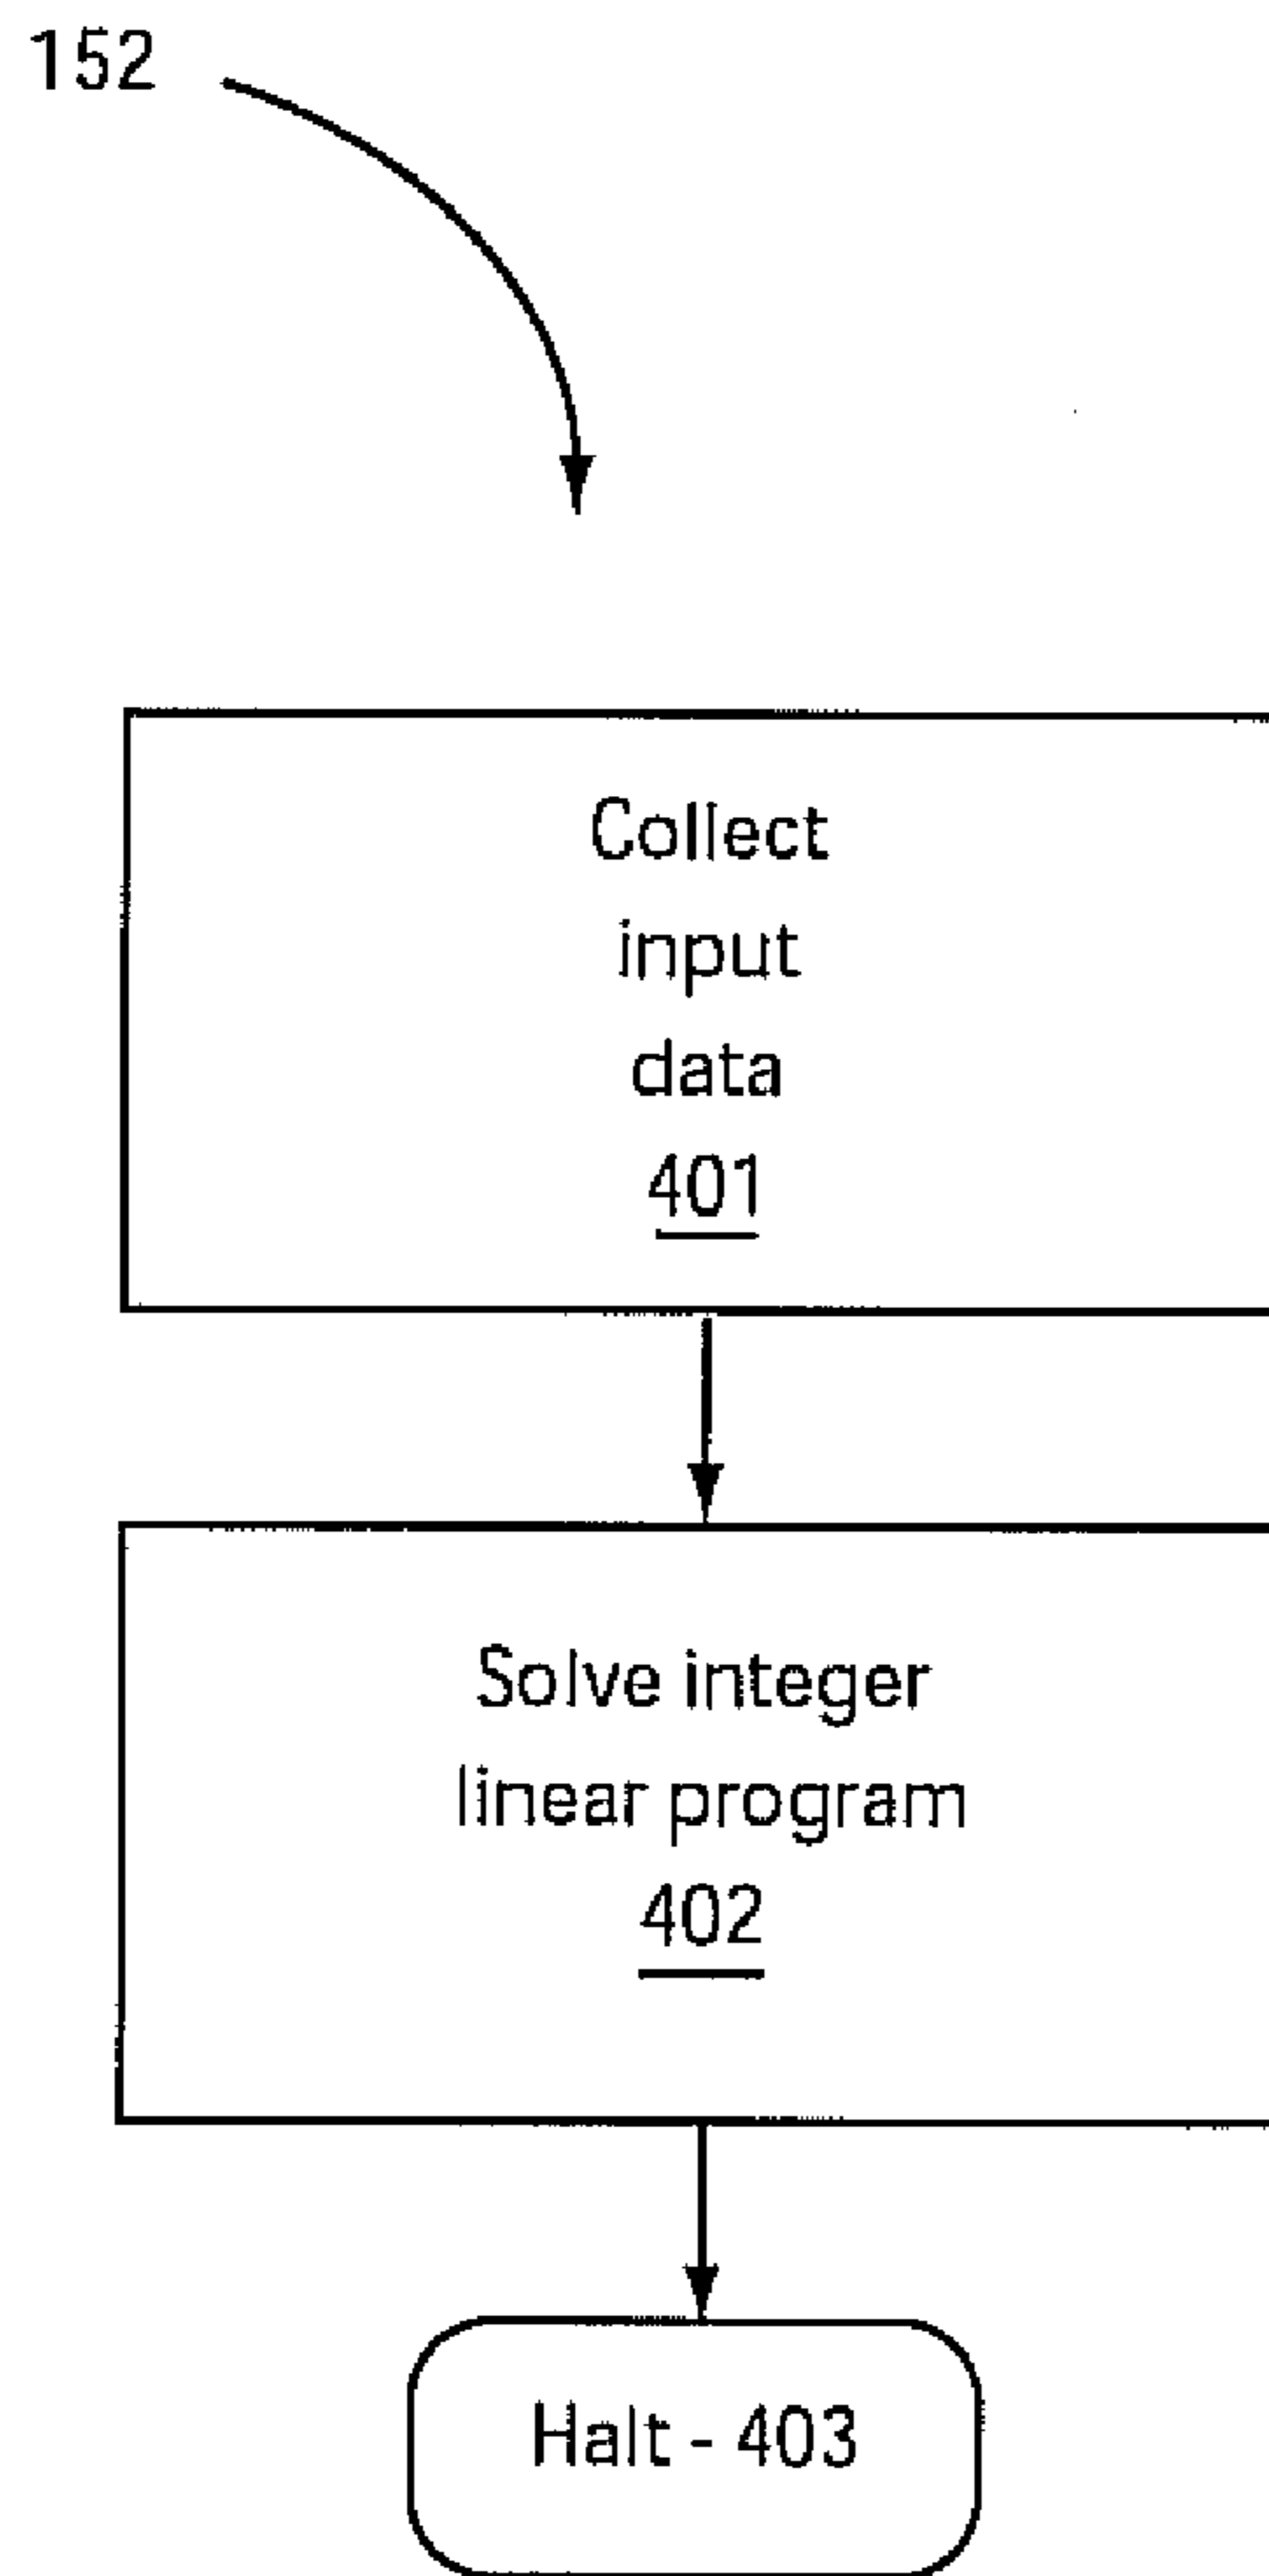 152
Collect
input
data
401
Solve integer
linear program
402
Halt - 403